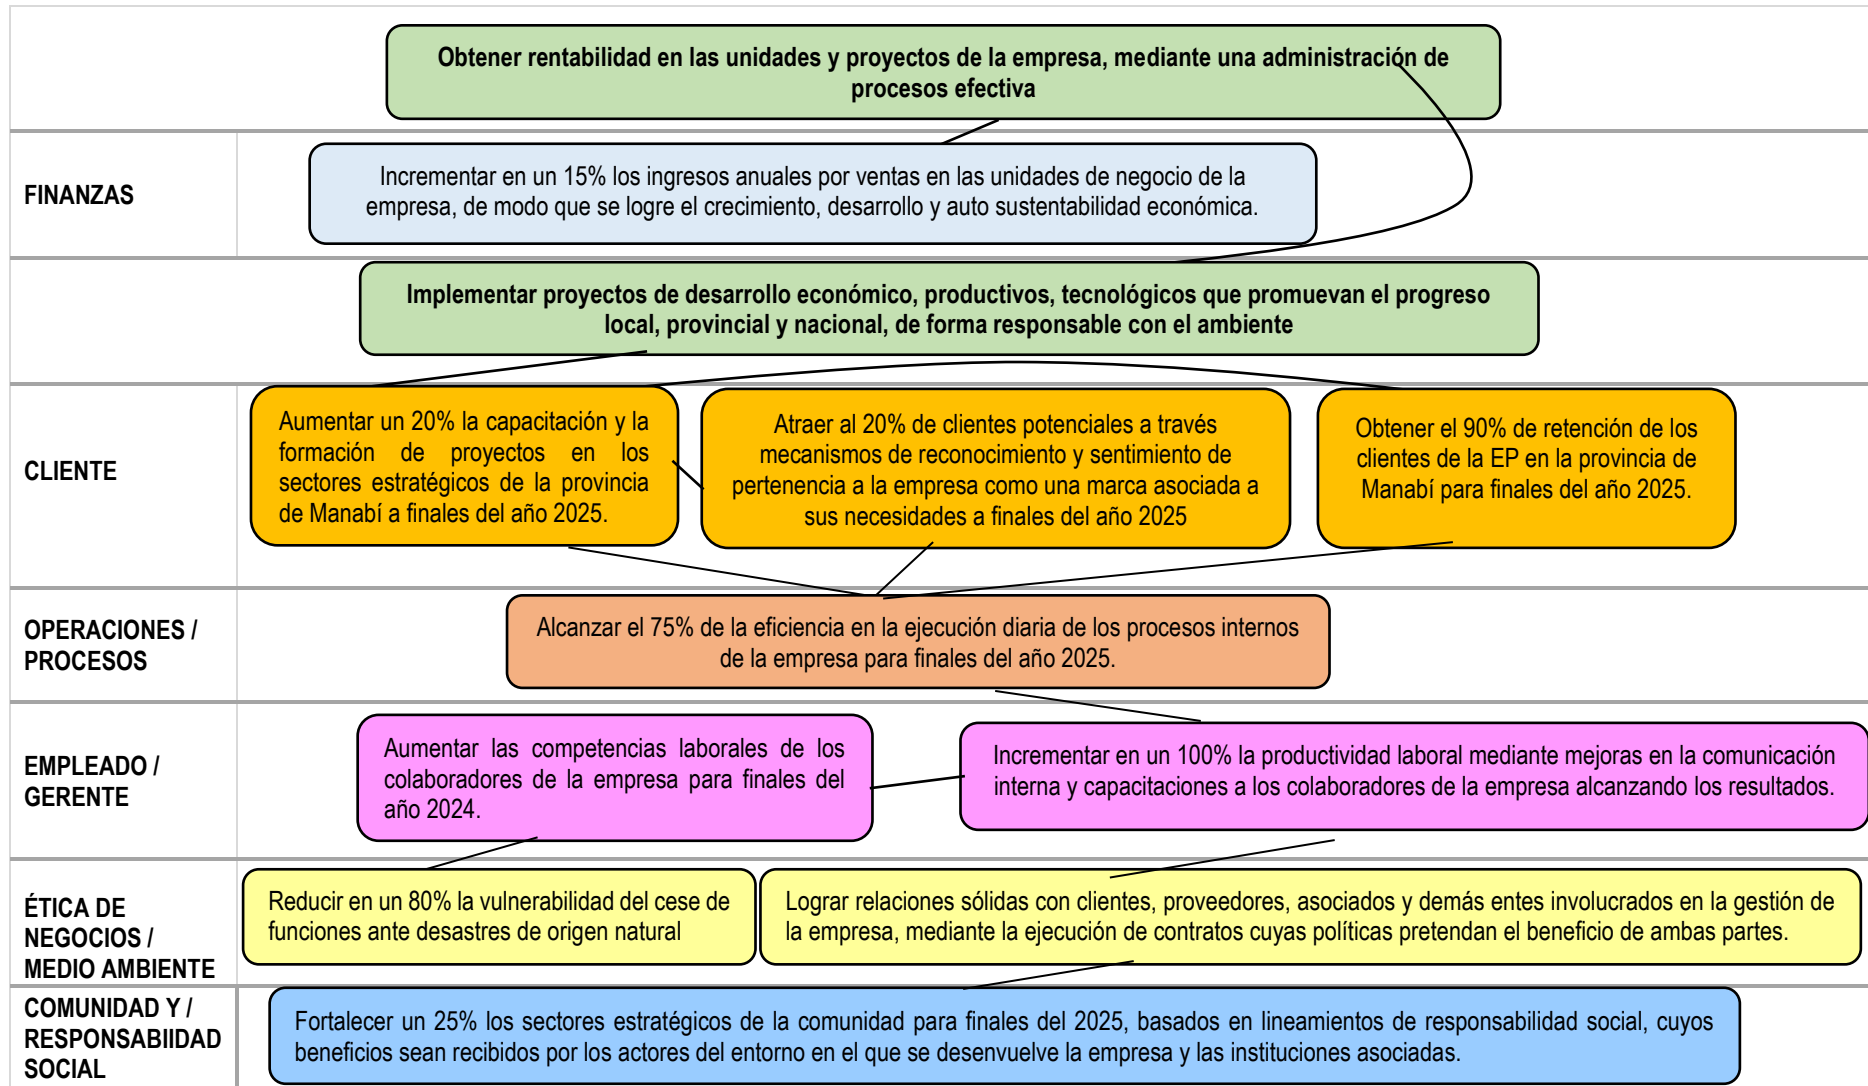 Obtener rentabilidad en las unidades y proyectos de la empresa, mediante una administración de
procesos efectiva
FINANZAS
Incrementar en un 15% los ingresos anuales por ventas en las unidades de negocio de la
empresa, de modo que se logre el crecimiento, desarrollo y auto sustentabilidad económica.
Implementar proyectos de desarrollo económico, productivos, tecnológicos que promuevan el progreso
local, provincial y nacional, de forma responsable con el ambiente
CLIENTE
Aumentar un 20% la capacitación y la
formación de proyectos en los
sectores estratégicos de la provincia
de Manabí a finales del año 2025.
Atraer al 20% de clientes potenciales a través
mecanismos de reconocimiento y sentimiento de
pertenencia a la empresa como una marca asociada a
sus necesidades a finales del año 2025
Obtener el 90% de retención de los
clientes de la EP en la provincia de
Manabí para finales del año 2025.
OPERACIONES /
PROCESOS
Alcanzar el 75% de la eficiencia en la ejecución diaria de los procesos internos
de la empresa para finales del año 2025.
EMPLEADO /
GERENTE
Aumentar las competencias laborales de los
colaboradores de la empresa para finales del
año 2024.
Incrementar en un 100% la productividad laboral mediante mejoras en la comunicación
interna y capacitaciones a los colaboradores de la empresa alcanzando los resultados.
ÉTICA DE
NEGOCIOS /
MEDIO AMBIENTE
Reducir en un 80% la vulnerabilidad del cese de
funciones ante desastres de origen natural
Lograr relaciones sólidas con clientes, proveedores, asociados y demás entes involucrados en la gestión de
la empresa, mediante la ejecución de contratos cuyas políticas pretendan el beneficio de ambas partes.
COMUNIDAD Y /
RESPONSABIIDAD
SOCIAL
Fortalecer un 25% los sectores estratégicos de la comunidad para finales del 2025, basados en lineamientos de responsabilidad social, cuyos
beneficios sean recibidos por los actores del entorno en el que se desenvuelve la empresa y las instituciones asociadas.